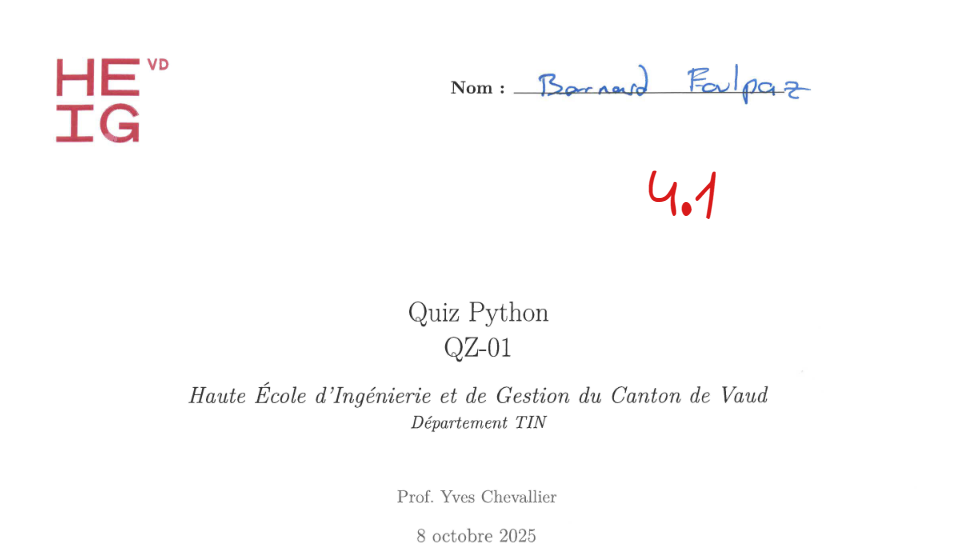 HE VD
IG
Nom : Barnard Foulpaz
4.1
Quiz Python
QZ-01
Haute École d'Ingénierie et de Gestion du Canton de Vaud
Département TIN
Prof. Yves Chevallier
8 octobre 2025